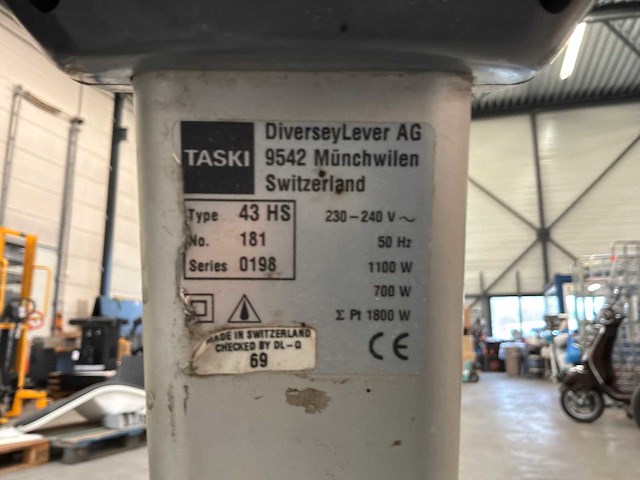 TASKI
DiverseyLever AG
9542 Münchwilen
Switzerland
Type 43 HS
No. 181
Series 0198
230-240 V ~
50 Hz
1100 W
700 W
Σ Pt 1800 W
CE
MADE IN SWITZERLAND
CHECKED BY DL-Q
69